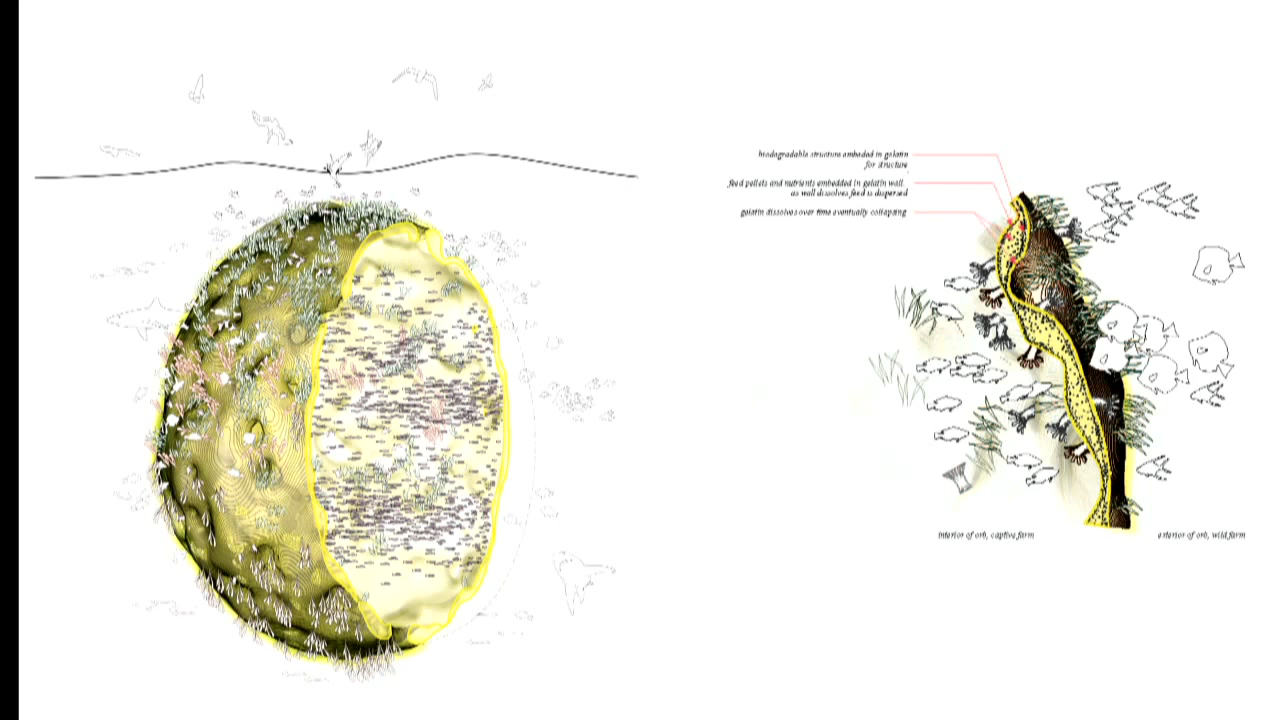 biodegradable structure embeded in gelatin
for structure
feed pellets and nutrients embedded in gelatin wall.
as wall dissolves feed is dispersed
gelatin dissolves over time eventually collapsing
interior of orb, captive farm
exterior of orb, wild farm